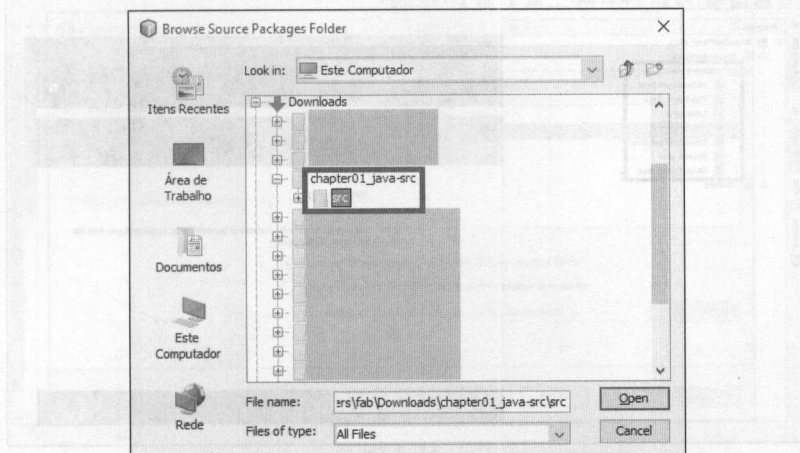 Browse Source Packages Folder
Look in: Este Computador
Itens Recentes
Downloads
chapter01_java-src
src
Área de
Trabalho
Documentos
Este
Computador
Rede
File name: ers\fab\Downloads\chapter01_java-src\src Open
Files of type: All Files Cancel